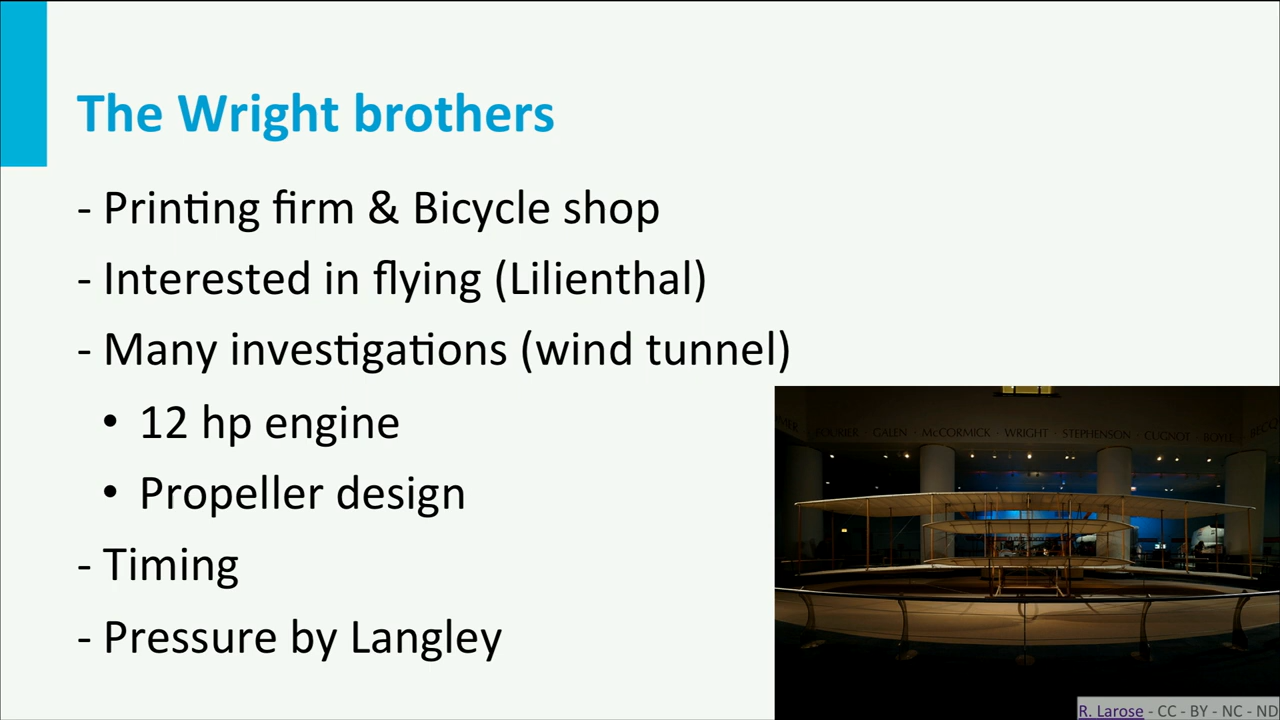 The Wright brothers
- Printing firm & Bicycle shop
- Interested in flying (Lilienthal)
- Many investigations (wind tunnel)
• 12 hp engine
• Propeller design
- Timing
- Pressure by Langley
FOURIER · GALEN · McCORMICK · WRIGHT · STEPHENSON · CUGNOT · BOYLE
R. Larose - CC - BY - NC - ND